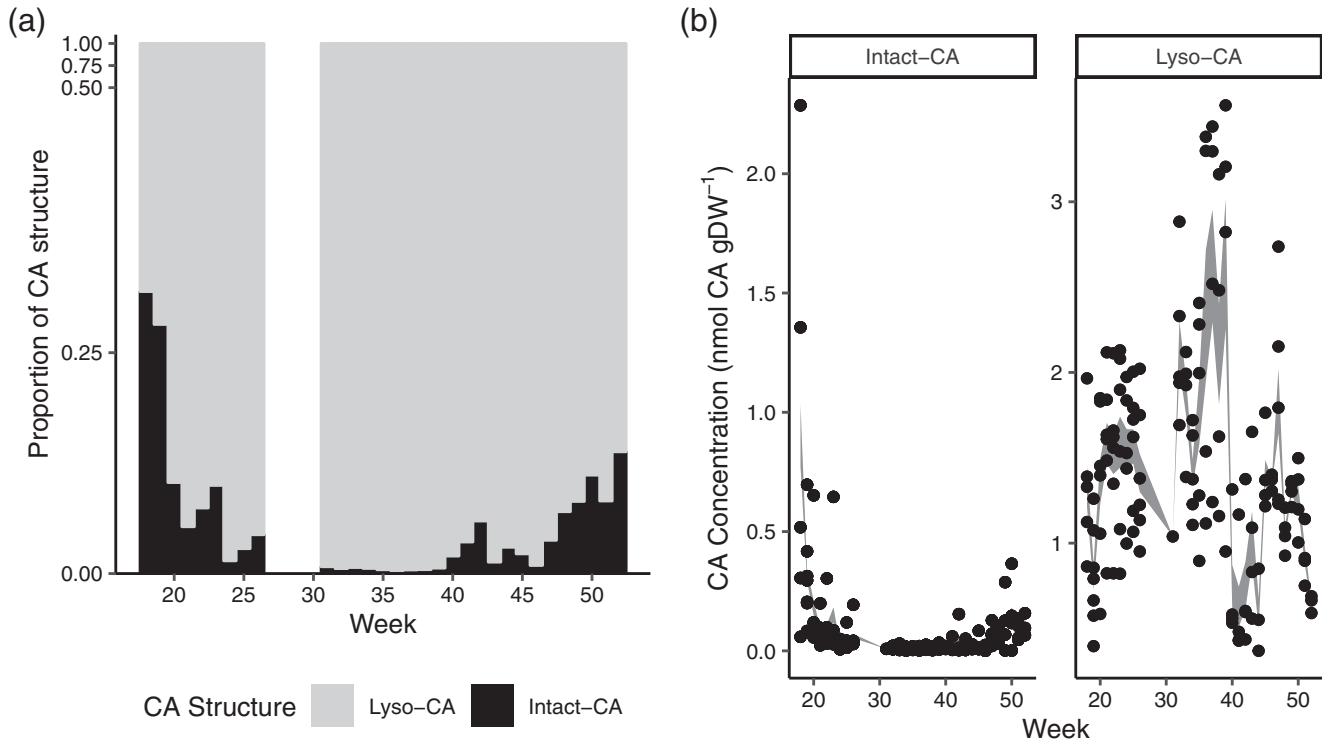 (a)
1.00
0.75
0.50
0.25
0.00
Proportion of CA structure
20 25 30 35 40 45 50
Week
CA Structure Lyso−CA Intact−CA
(b)
Intact−CA Lyso−CA
CA Concentration (nmol CA gDW⁻¹)
2.0
1.5
1.0
0.5
0.0
3
2
1
20 30 40 50 20 30 40 50
Week